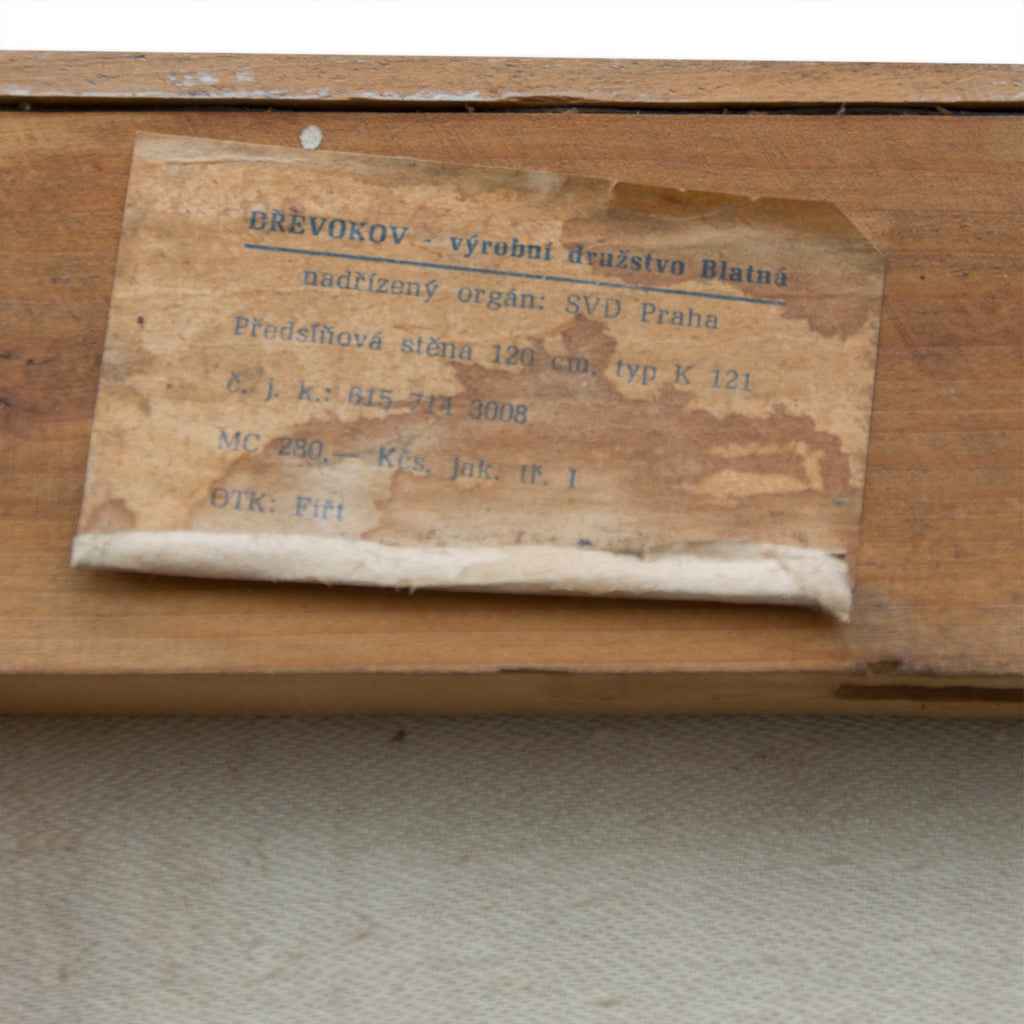 DŘEVOKOV - výrobní družstvo Blatná
nadřízený orgán: SVD Praha
Předsíňová stěna 120 cm, typ K 121
č. j. k.: 615 714 3008
MC 280,— Kčs, jak. tř. I
OTK: Fiřt